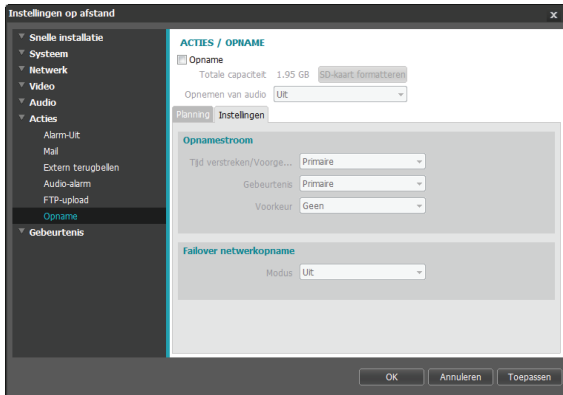 Instellingen op afstand x
Snelle installatie
Systeem
Netwerk
Video
Audio
Acties
Alarm-Uit
Mail
Extern terugbellen
Audio-alarm
FTP-upload
Opname
Gebeurtenis
ACTIES / OPNAME
Opname
Totale capaciteit 1.95 GB SD-kaart formatteren
Opnemen van audio Uit
Planning Instellingen
Opnamestroom
Tijd verstreken/Voorge... Primaire
Gebeurtenis Primaire
Voorkeur Geen
Failover netwerkopname
Modus Uit
OK Annuleren Toepassen